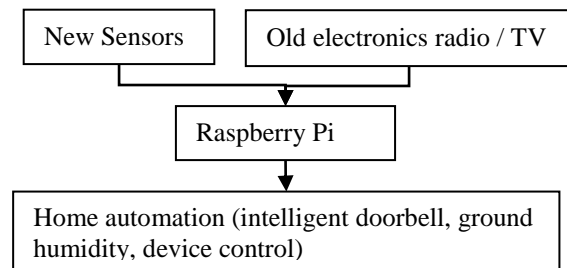 New Sensors
Old electronics radio / TV
Raspberry Pi
Home automation (intelligent doorbell, ground
humidity, device control)